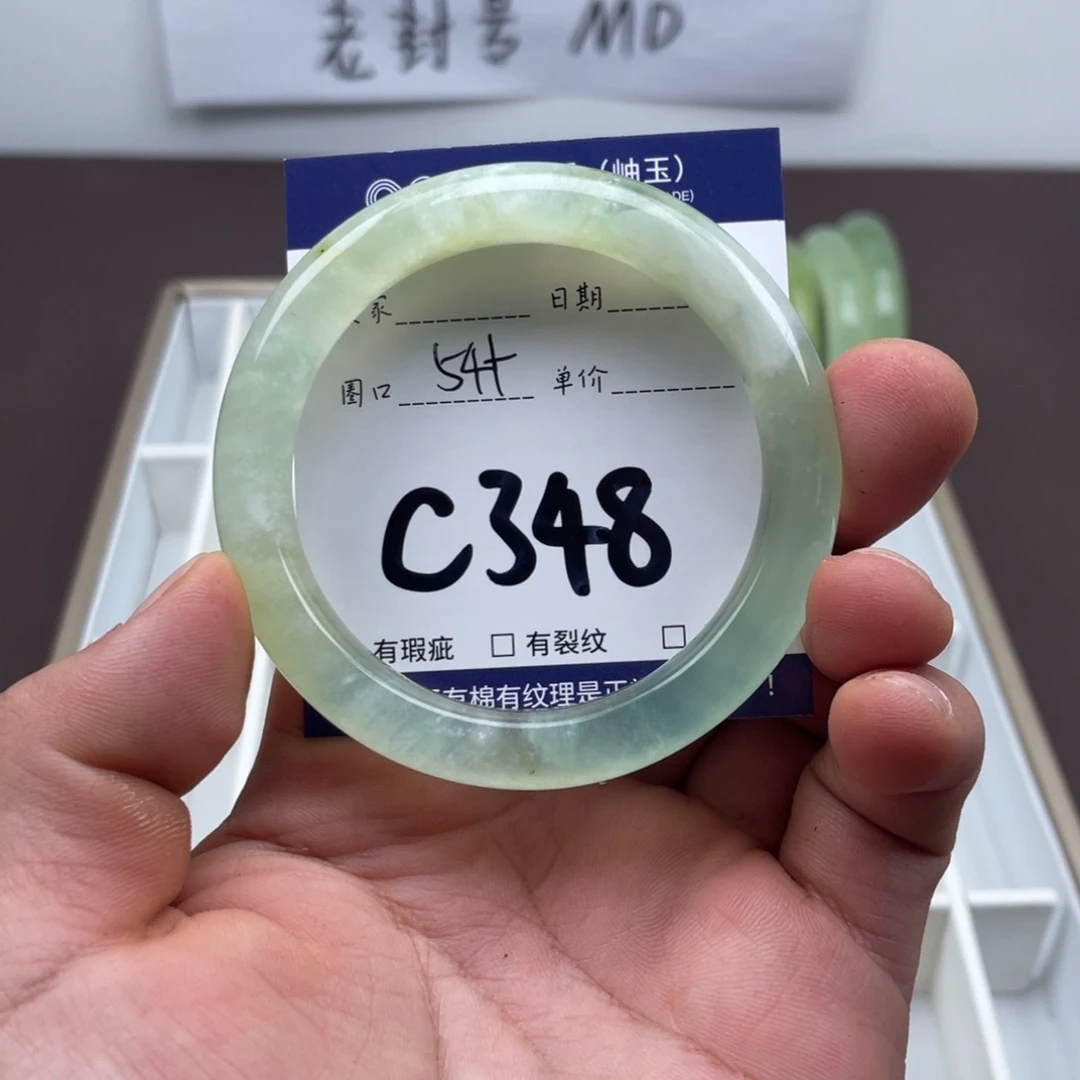 老封号 MD
（岫玉）
家 日期
圈口 54+ 单价
C348
有瑕疵 □ 有裂纹 □
有棉有纹理是正 ！